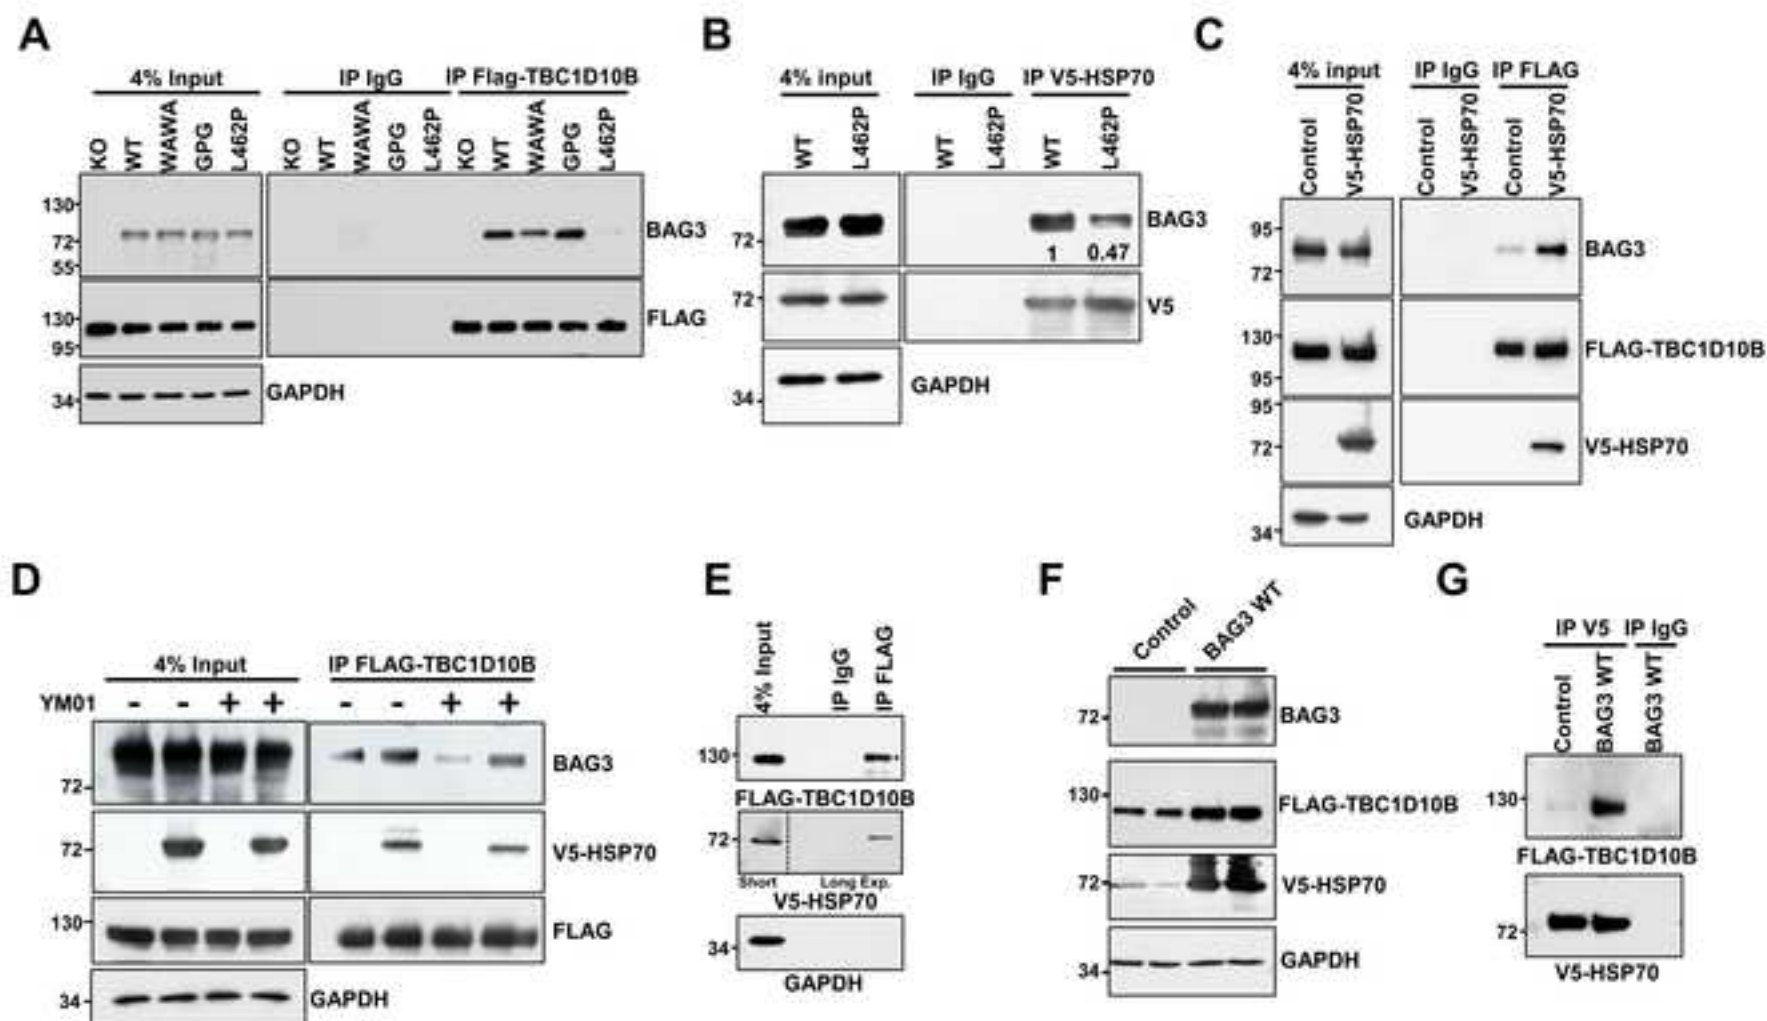 A
4% Input
IP IgG
IP Flag-TBC1D10B
KO
WT
WAWA
GPG
L462P
KO
WT
WAWA
GPG
L462P
KO
WT
WAWA
GPG
L462P
130
72
55
BAG3
130
95
FLAG
34
GAPDH
B
4% input
IP IgG
IP V5-HSP70
WT
L462P
WT
L462P
WT
L462P
72
BAG3
1
0.47
72
V5
34
GAPDH
C
4% input
IP IgG
IP FLAG
Control
V5-HSP70
Control
V5-HSP70
Control
V5-HSP70
95
72
BAG3
130
95
FLAG-TBC1D10B
95
72
V5-HSP70
34
GAPDH
D
4% Input
IP FLAG-TBC1D10B
YM01 - - + + - - + +
72
BAG3
72
V5-HSP70
130
FLAG
34
GAPDH
E
4% Input
IP IgG
IP FLAG
130
FLAG-TBC1D10B
72
Short
Long Exp.
V5-HSP70
34
GAPDH
F
Control
BAG3 WT
72
BAG3
130
FLAG-TBC1D10B
72
V5-HSP70
34
GAPDH
G
IP V5
IP IgG
Control
BAG3 WT
BAG3 WT
130
FLAG-TBC1D10B
72
V5-HSP70